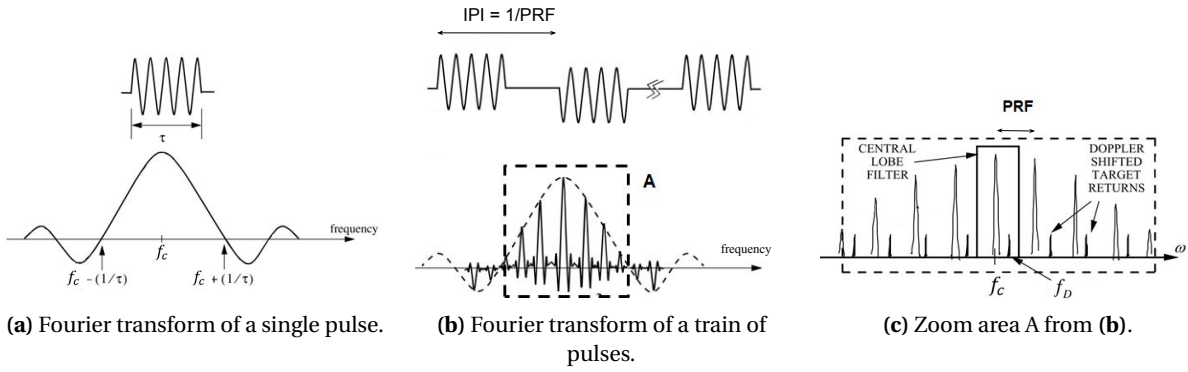 τ
frequency
f_c
f_c -(1/τ)
f_c +(1/τ)
(a) Fourier transform of a single pulse.
IPI = 1/PRF
A
frequency
(b) Fourier transform of a train of
pulses.
PRF
CENTRAL
LOBE
FILTER
DOPPLER
SHIFTED
TARGET
RETURNS
ω
f_c
f_D
(c) Zoom area A from (b).